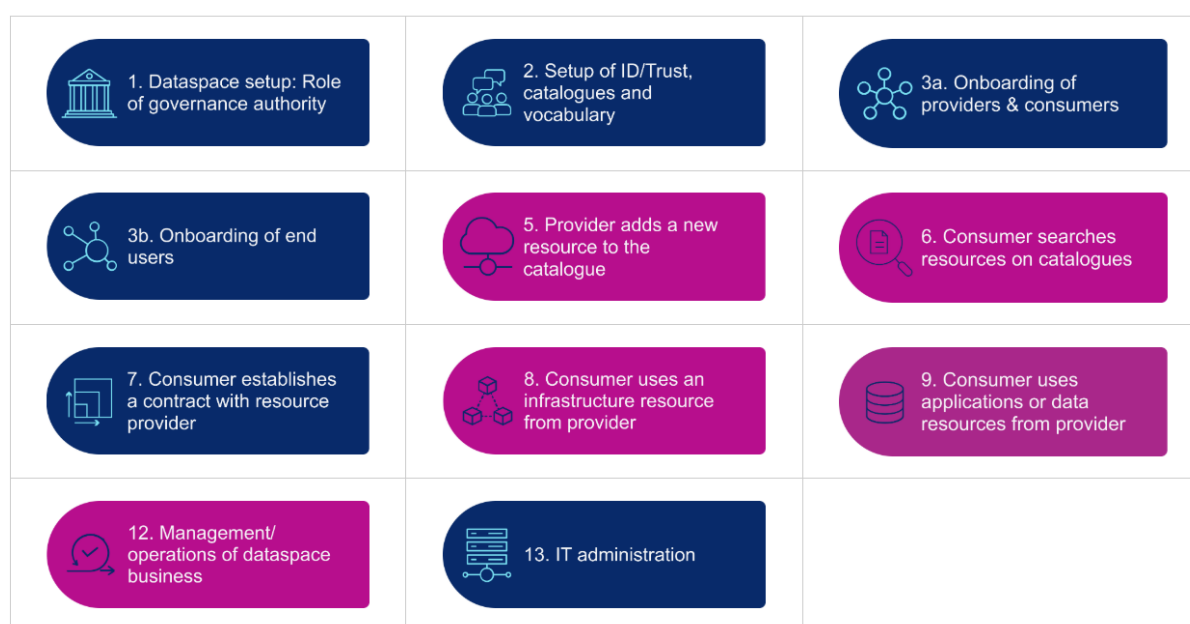 1. Dataspace setup: Role
of governance authority
2. Setup of ID/Trust,
catalogues and
vocabulary
3a. Onboarding of
providers & consumers
3b. Onboarding of end
users
5. Provider adds a new
resource to the
catalogue
6. Consumer searches
resources on catalogues
7. Consumer establishes
a contract with resource
provider
8. Consumer uses an
infrastructure resource
from provider
9. Consumer uses
applications or data
resources from provider
12. Management/
operations of dataspace
business
13. IT administration